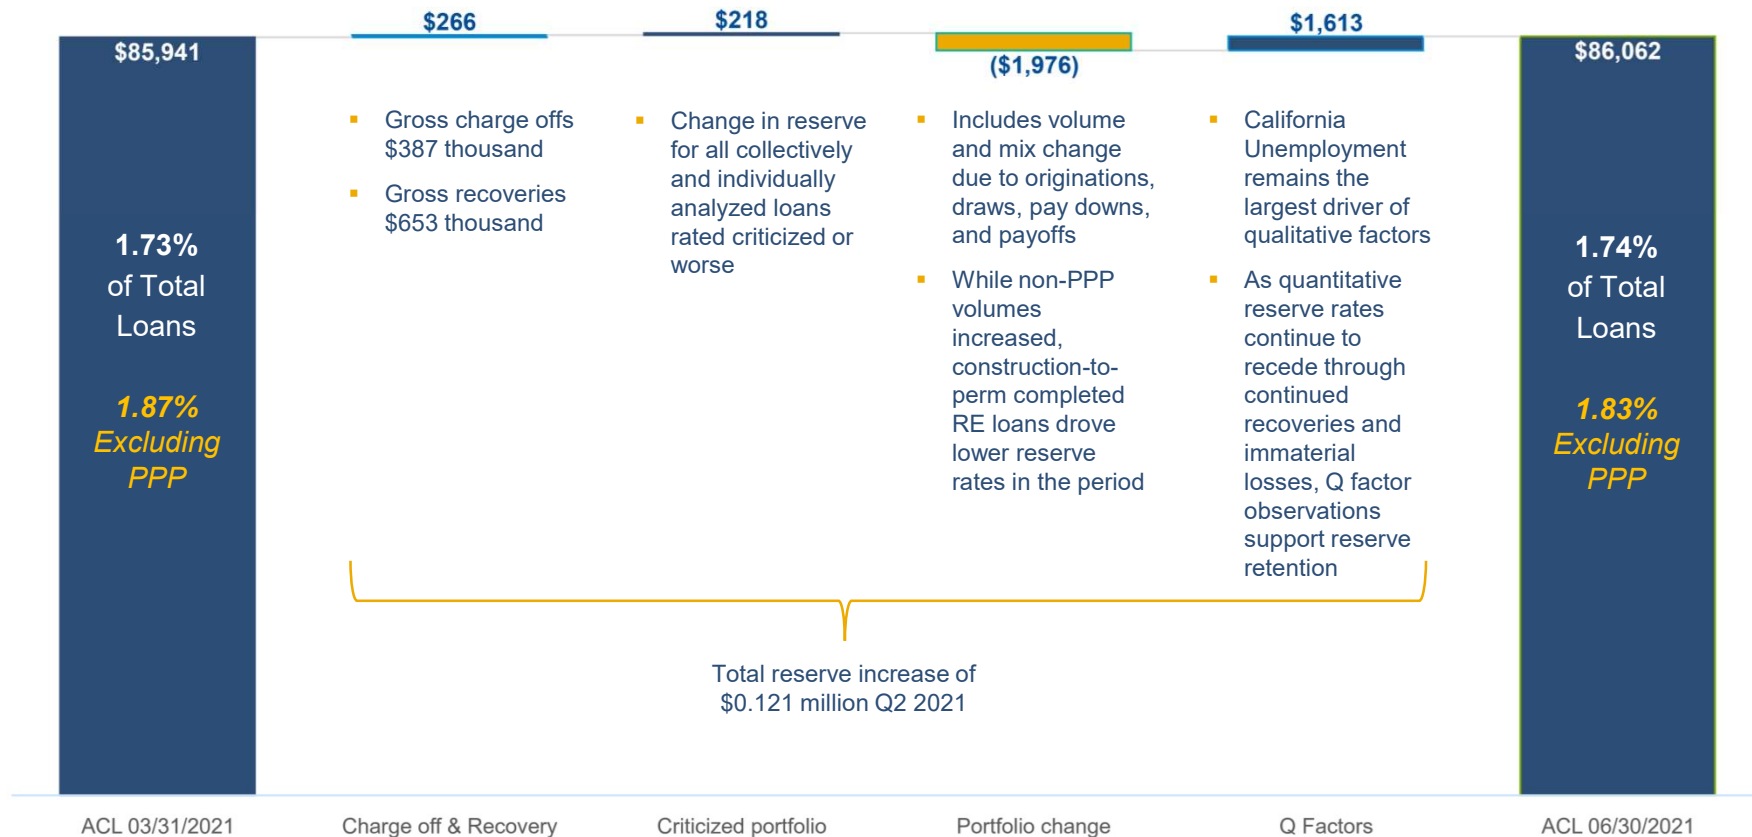 $85,941
1.73%
of Total
Loans
1.87%
Excluding
PPP
ACL 03/31/2021
$266
▪ Gross charge offs
$387 thousand
▪ Gross recoveries
$653 thousand
Charge off & Recovery
$218
▪ Change in reserve
for all collectively
and individually
analyzed loans
rated criticized or
worse
Criticized portfolio
($1,976)
▪ Includes volume
and mix change
due to originations,
draws, pay downs,
and payoffs
▪ While non-PPP
volumes
increased,
construction-to-
perm completed
RE loans drove
lower reserve
rates in the period
Portfolio change
$1,613
▪ California
Unemployment
remains the
largest driver of
qualitative factors
▪ As quantitative
reserve rates
continue to
recede through
continued
recoveries and
immaterial
losses, Q factor
observations
support reserve
retention
Q Factors
Total reserve increase of
$0.121 million Q2 2021
$86,062
1.74%
of Total
Loans
1.83%
Excluding
PPP
ACL 06/30/2021